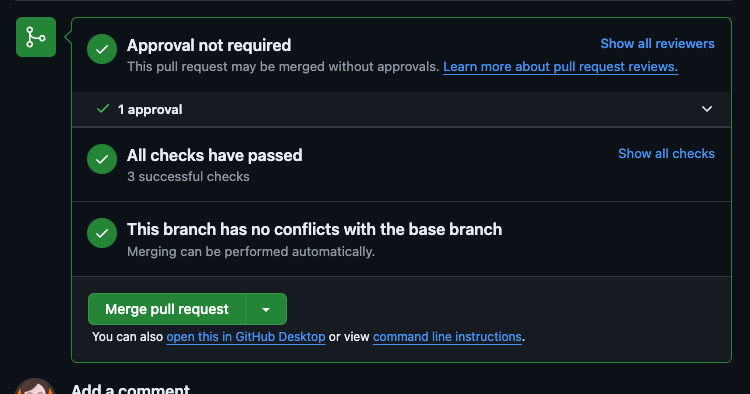 Approval not required
Show all reviewers
This pull request may be merged without approvals. Learn more about pull request reviews.
1 approval
All checks have passed
Show all checks
3 successful checks
This branch has no conflicts with the base branch
Merging can be performed automatically.
Merge pull request
You can also open this in GitHub Desktop or view command line instructions.
Add a comment